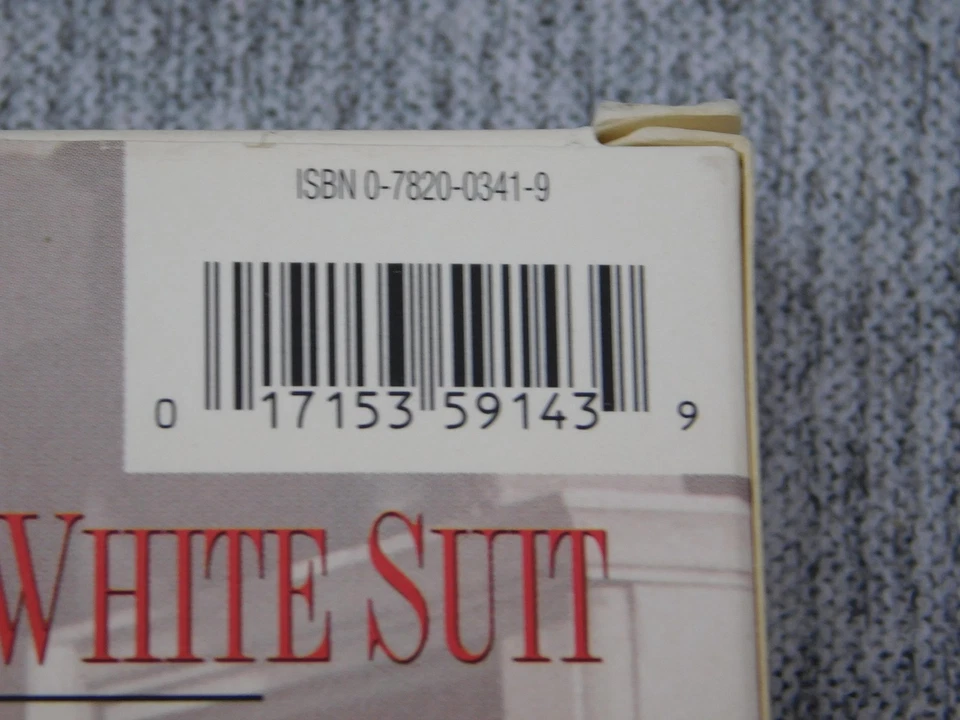 ISBN 0-7820-0341-9
0 17153 59143 9
WHITE SUIT